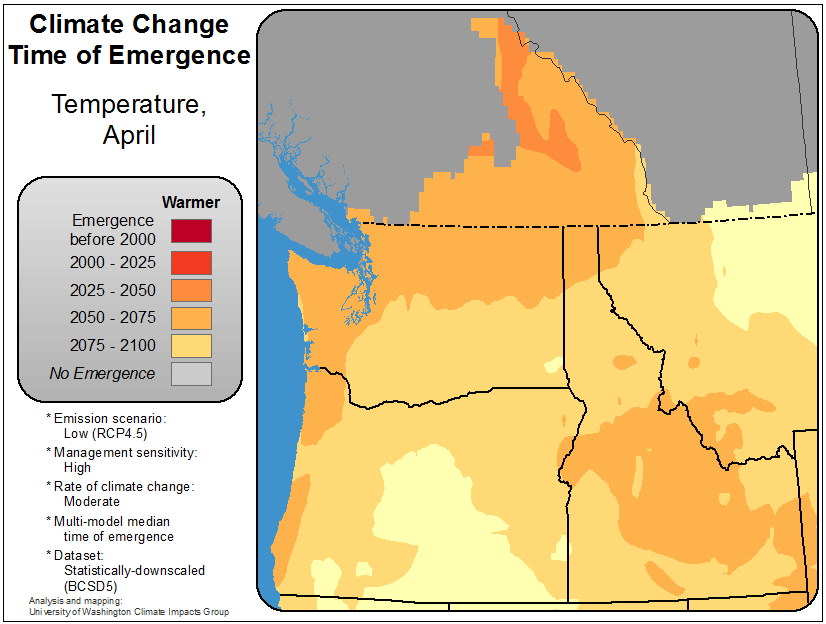 Climate Change
Time of Emergence
Temperature,
April
Warmer
Emergence
before 2000
2000 - 2025
2025 - 2050
2050 - 2075
2075 - 2100
No Emergence
* Emission scenario:
Low (RCP4.5)
* Management sensitivity:
High
* Rate of climate change:
Moderate
* Multi-model median
time of emergence
* Dataset:
Statistically-downscaled
(BCSD5)
Analysis and mapping:
University of Washington Climate Impacts Group